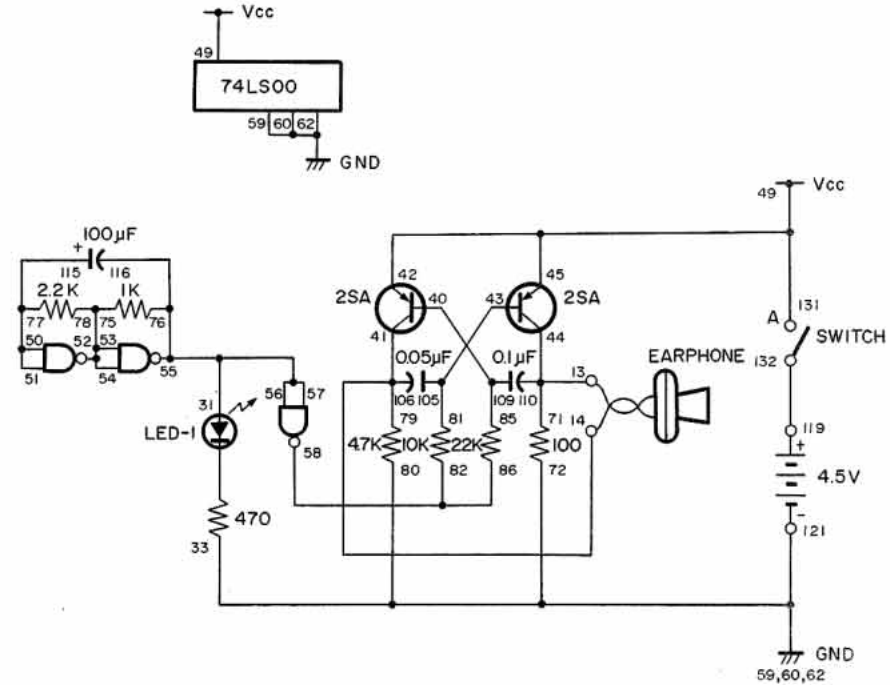 Vcc
49
74LS00
59 60 62
GND
49 Vcc
100µF
+
115 116
2.2K 1K
77 78 75 76
50 52 53
51 54 55
42 45
2SA 40 43 2SA
41 44
0.05µF 0.1µF
106 105 109 110
13
14
EARPHONE
A 131
SWITCH
132
119
+
4.5V
-
121
31
LED-1
56 57
58
79 81 85 71
4.7K 10K 22K 100
80 82 86 72
470
33
GND
59,60,62